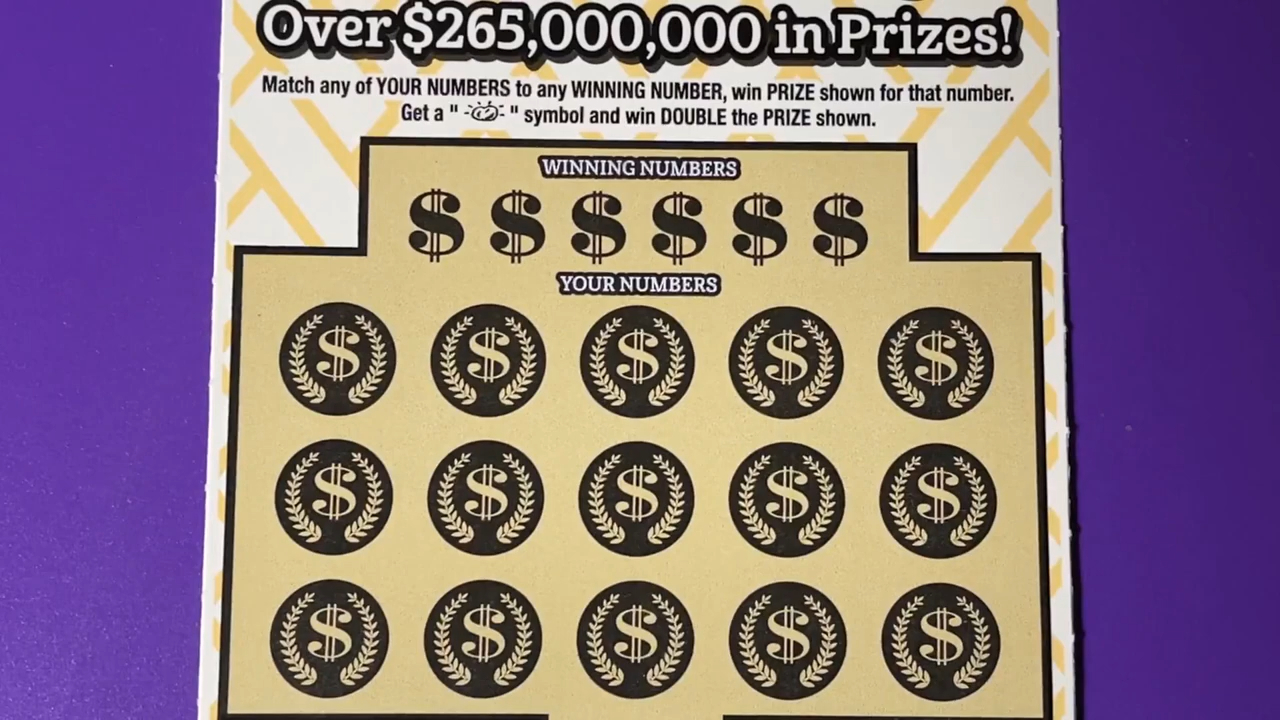 Over $265,000,000 in Prizes!
Match any of YOUR NUMBERS to any WINNING NUMBER, win PRIZE shown for that number.
Get a " " symbol and win DOUBLE the PRIZE shown.
WINNING NUMBERS
$ $ $ $ $ $
YOUR NUMBERS
$ $ $ $ $
$ $ $ $ $
$ $ $ $ $